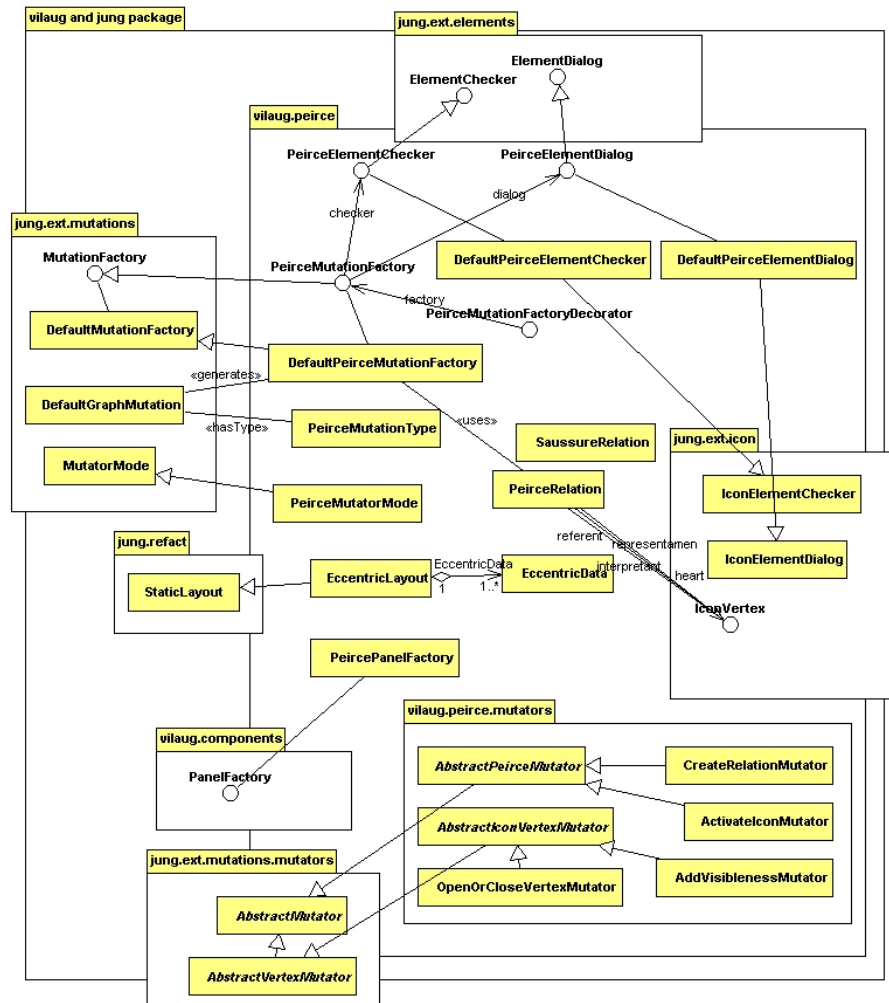 vilaug and jung package
jung.ext.elements
ElementDialog
ElementChecker
vilaug.peirce
PeirceElementChecker
PeirceElementDialog
dialog
checker
jung.ext.mutations
MutationFactory
PeirceMutationFactory
DefaultPeirceElementChecker
DefaultPeirceElementDialog
factory
PeirceMutationFactoryDecorator
DefaultMutationFactory
DefaultPeirceMutationFactory
«generates»
DefaultGraphMutation
«hasType»
PeirceMutationType
«uses»
SaussureRelation
jung.ext.icon
MutatorMode
PeirceMutatorMode
PeirceRelation
IconElementChecker
referent
representamen
jung.refact
IconElementDialog
EccentricData
interpretant
heart
StaticLayout
EccentricLayout
EccentricData
1
1..*
IconVertex
PeircePanelFactory
vilaug.peirce.mutators
vilaug.components
PanelFactory
AbstractPeirceMutator
CreateRelationMutator
AbstractIconVertexMutator
ActivateIconMutator
jung.ext.mutations.mutators
OpenOrCloseVertexMutator
AddVisiblenessMutator
AbstractMutator
AbstractVertexMutator